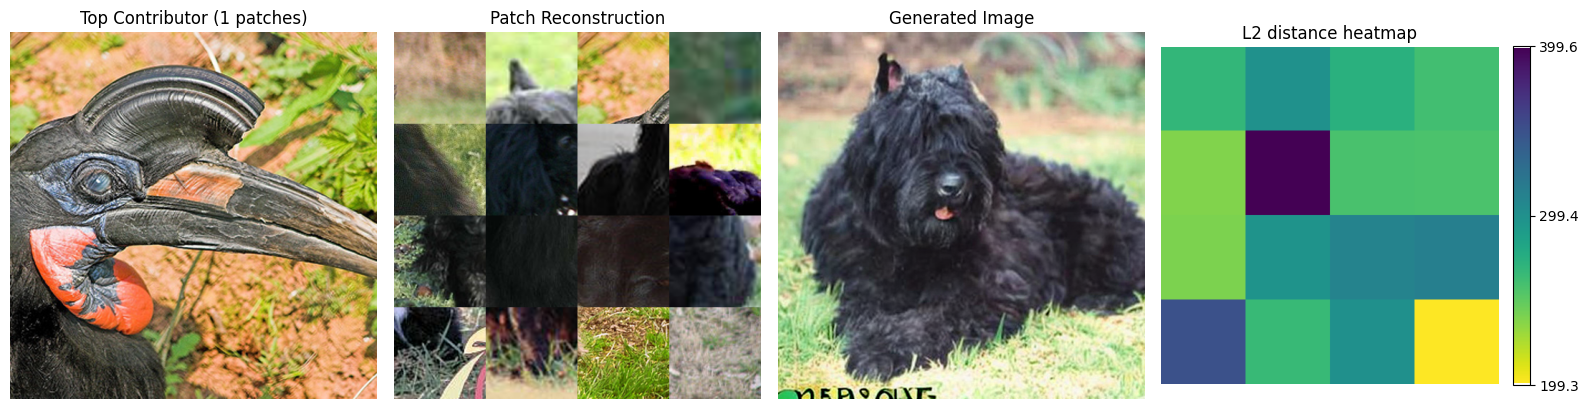 Top Contributor (1 patches)
Patch Reconstruction
Generated Image
L2 distance heatmap
399.6
299.4
199.3